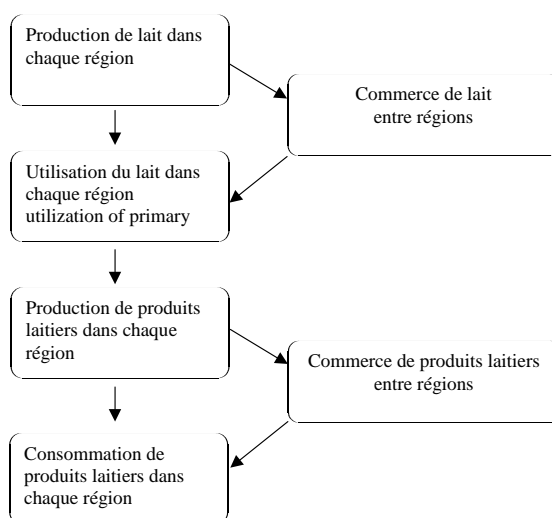 Production de lait dans
chaque région
Commerce de lait
entre régions
Utilisation du lait dans
chaque région
utilization of primary
Production de produits
laitiers dans chaque
région
Commerce de produits laitiers
entre régions
Consommation de
produits laitiers dans
chaque région